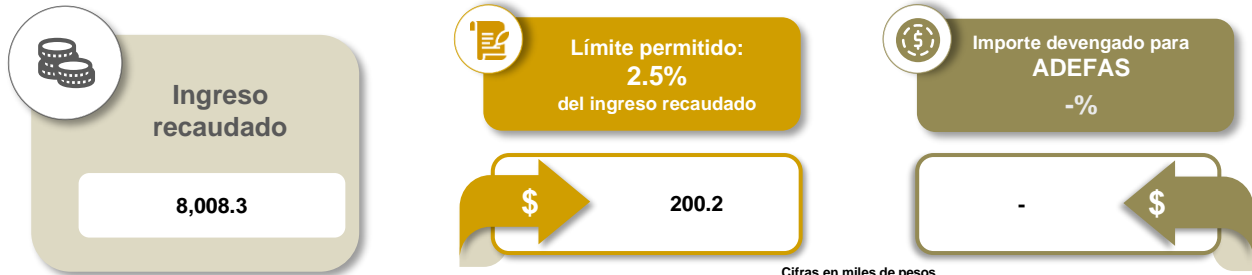 Ingreso
recaudado
8,008.3
Límite permitido:
2.5%
del ingreso recaudado
$
200.2
Importe devengado para
ADEFAS
-%
-
$
Cifras en miles de pesos